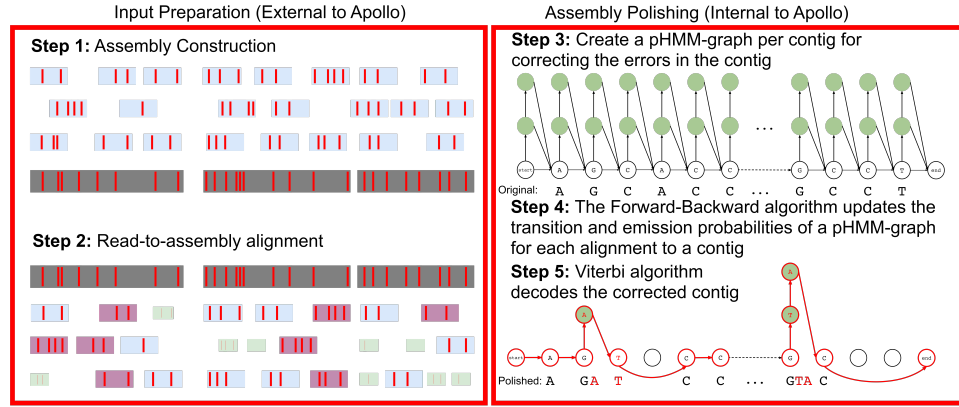 Input Preparation (External to Apollo)
Step 1: Assembly Construction
Step 2: Read-to-assembly alignment
Assembly Polishing (Internal to Apollo)
Step 3: Create a pHMM-graph per contig for
correcting the errors in the contig
...
start A G C A C C G C C T end
Original: A G C A C C ... G C C T
Step 4: The Forward-Backward algorithm updates the
transition and emission probabilities of a pHMM-graph
for each alignment to a contig
Step 5: Viterbi algorithm
decodes the corrected contig
A
A T
start A G T C C G C end
Polished: A GA T C C ... GTA C